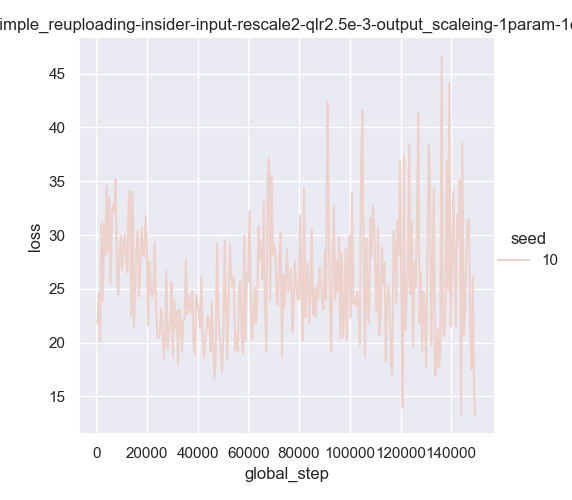 imple_reuploading-insider-input-rescale2-qlr2.5e-3-output_scaleing-1param-1
45
40
35
30
25
20
15
loss
seed
10
0 20000 40000 60000 80000 100000 120000 140000
global_step